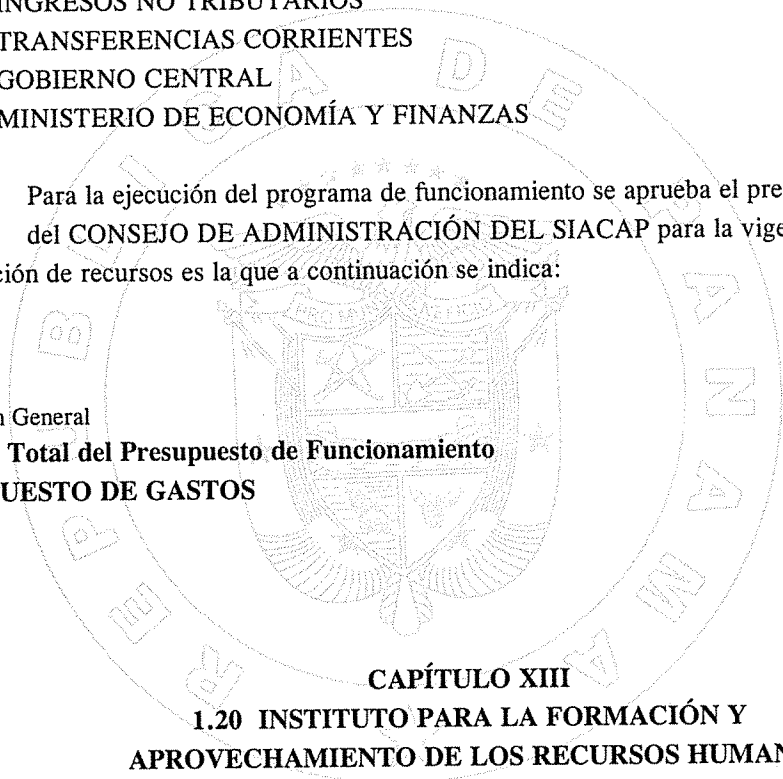 INGRESOS NO TRIBUTARIOS
TRANSFERENCIAS CORRIENTES
GOBIERNO CENTRAL
MINISTERIO DE ECONOMÍA Y FINANZAS
Para la ejecución del programa de funcionamiento se aprueba el pre
del CONSEJO DE ADMINISTRACIÓN DEL SIACAP para la vige
ción de recursos es la que a continuación se indica:
n General
Total del Presupuesto de Funcionamiento
UESTO DE GASTOS
CAPÍTULO XIII
1.20 INSTITUTO PARA LA FORMACIÓN Y
APROVECHAMIENTO DE LOS RECURSOS HUMAN
REPÚBLICA DE PANAMÁ